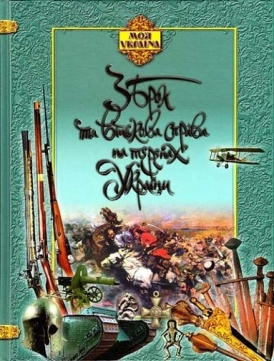 МОЯ
УКРАЇНА
Зброя
та військова справа
на теренах
України